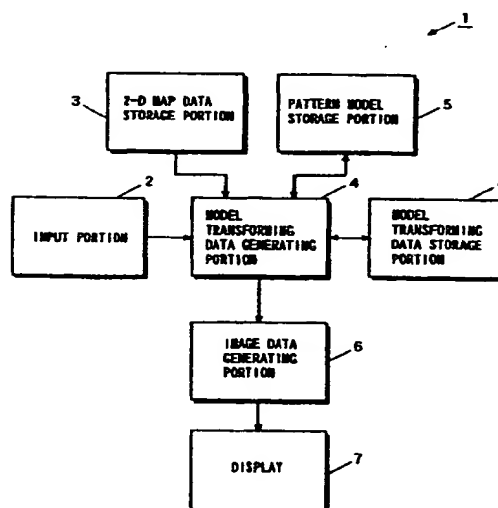 1
3
2-D MAP DATA
STORAGE PORTION
PATTERN MODEL
STORAGE PORTION
5
2
INPUT PORTION
4
MODEL
TRANSFORMING
DATA GENERATING
PORTION
MODEL
TRANSFORMING
DATA STORAGE
PORTION
IMAGE DATA
GENERATING
PORTION
6
DISPLAY
7